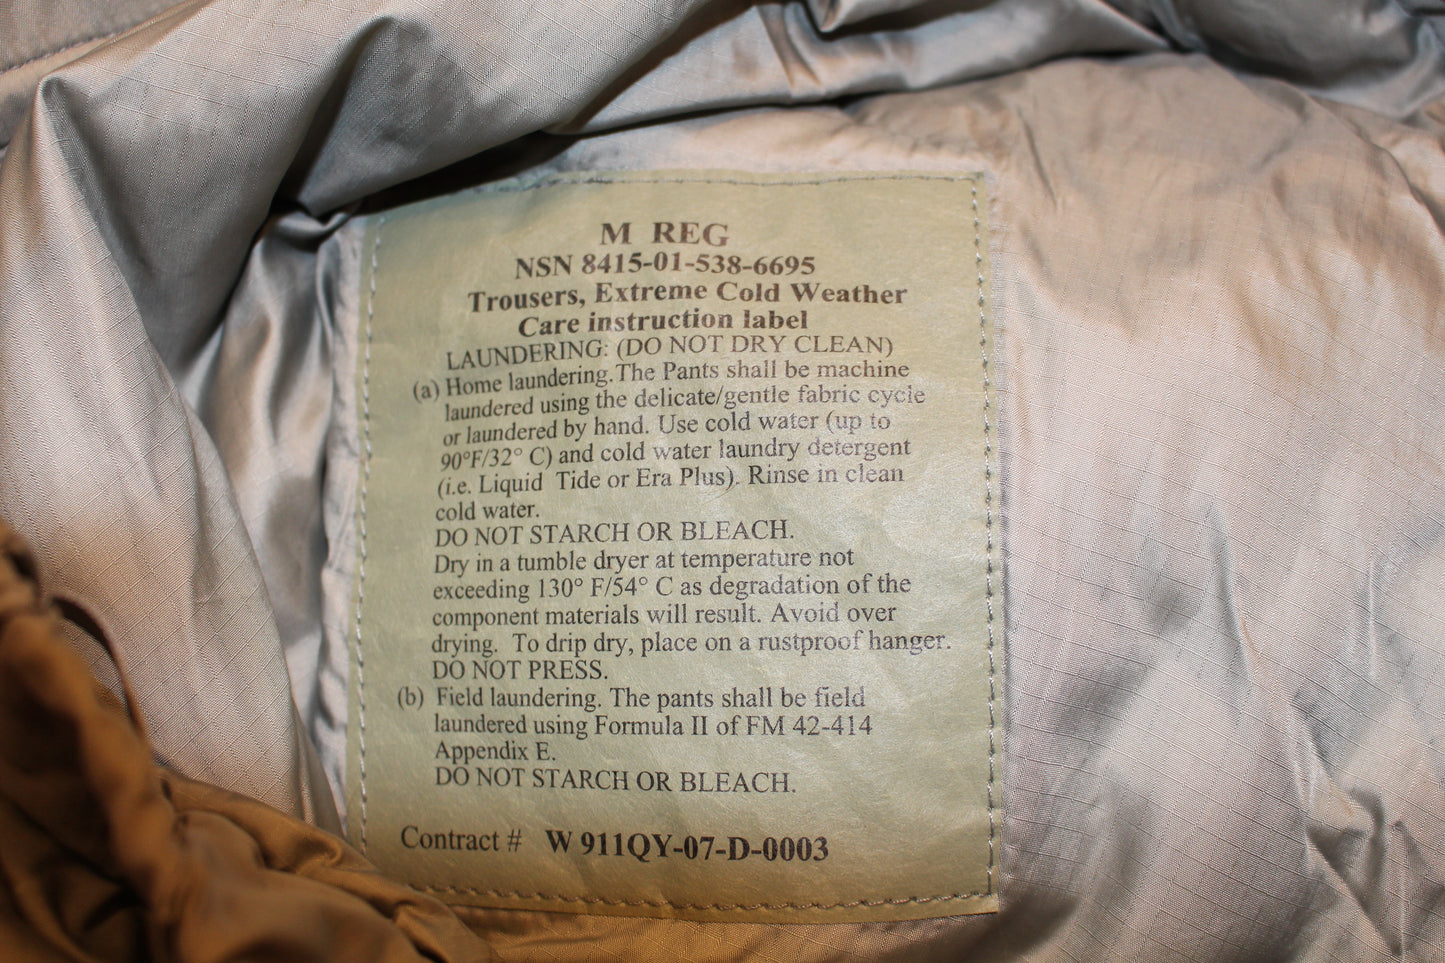 M REG
NSN 8415-01-538-6695
Trousers, Extreme Cold Weather
Care instruction label
LAUNDERING: (DO NOT DRY CLEAN)
(a) Home laundering. The Pants shall be machine
laundered using the delicate/gentle fabric cycle
or laundered by hand. Use cold water (up to
90°F/32° C) and cold water laundry detergent
(i.e. Liquid Tide or Era Plus). Rinse in clean
cold water.
DO NOT STARCH OR BLEACH.
Dry in a tumble dryer at temperature not
exceeding 130° F/54° C as degradation of the
component materials will result. Avoid over
drying. To drip dry, place on a rustproof hanger.
DO NOT PRESS.
(b) Field laundering. The pants shall be field
laundered using Formula II of FM 42-414
Appendix E.
DO NOT STARCH OR BLEACH.
Contract # W 911QY-07-D-0003